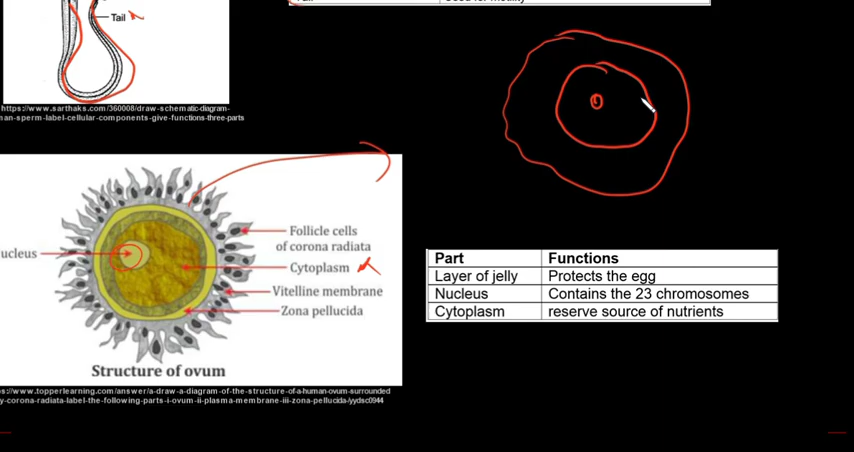 Tail
https://www.sarthaks.com/360008/draw-schematic-diagram-
man-sperm-label-cellular-components-give-functions-three-parts
ucleus
Follicle cells
of corona radiata
Cytoplasm
Vitelline membrane
Zona pellucida
Structure of ovum
s://www.topperlearning.com/answer/a-draw-a-diagram-of-the-structure-of-a-human-ovum-surrounded
y-corona-radiata-label-the-following-parts-i-ovum-ii-plasma-membrane-iii-zona-pellucida/yydsc0944
Part Functions
Layer of jelly Protects the egg
Nucleus Contains the 23 chromosomes
Cytoplasm reserve source of nutrients